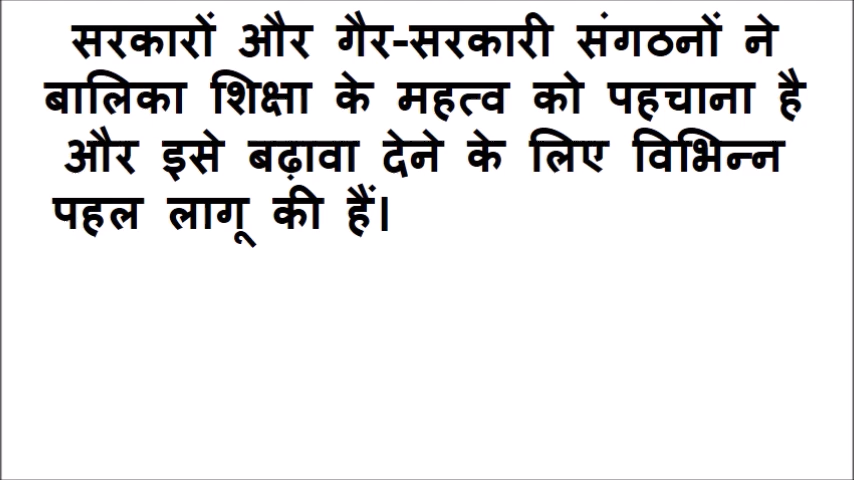 सरकारों और गैर-सरकारी संगठनों ने
बालिका शिक्षा के महत्व को पहचाना है
और इसे बढ़ावा देने के लिए विभिन्न
पहल लागू की हैं।